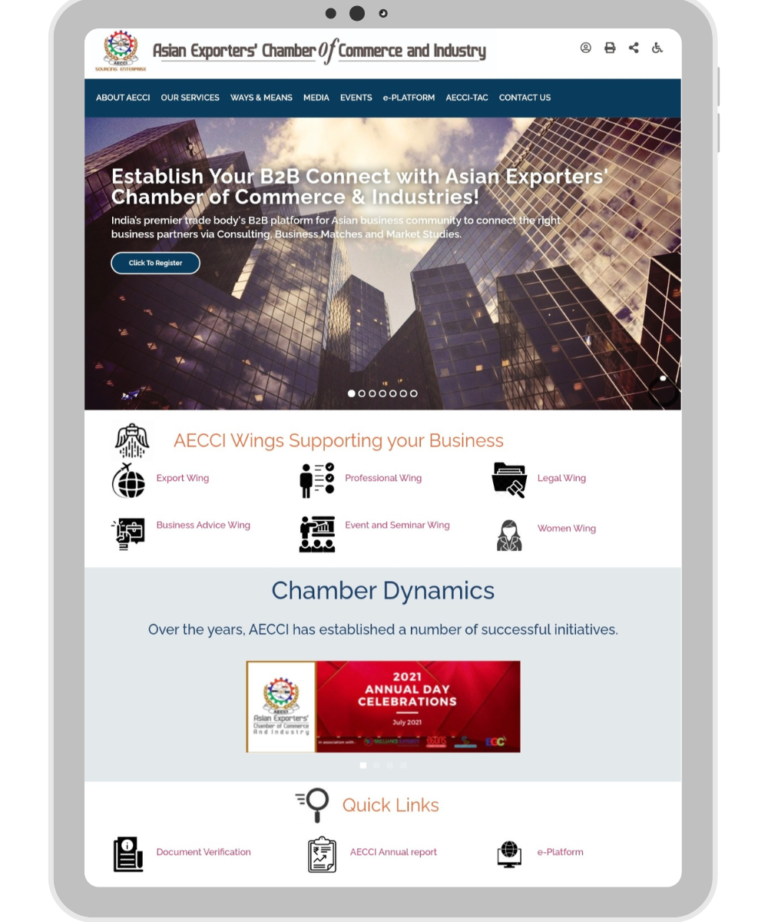 AECCI
SOURCING ENTERPRISE
Asian Exporters' Chamber Of Commerce and Industry
ABOUT AECCI OUR SERVICES WAYS & MEANS MEDIA EVENTS e-PLATFORM AECCI-TAC CONTACT US
Establish Your B2B Connect with Asian Exporters'
Chamber of Commerce & Industries!
India's premier trade body's B2B platform for Asian business community to connect the right
business partners via Consulting, Business Matches and Market Studies.
Click To Register
AECCI Wings Supporting your Business
Export Wing Professional Wing Legal Wing
Business Advice Wing Event and Seminar Wing Women Wing
Chamber Dynamics
Over the years, AECCI has established a number of successful initiatives.
AECCI
Asian Exporters'
Chamber of Commerce
And Industry
2021
ANNUAL DAY
CELEBRATIONS
July 2021
in association with
Quick Links
Document Verification AECCI Annual report e-Platform